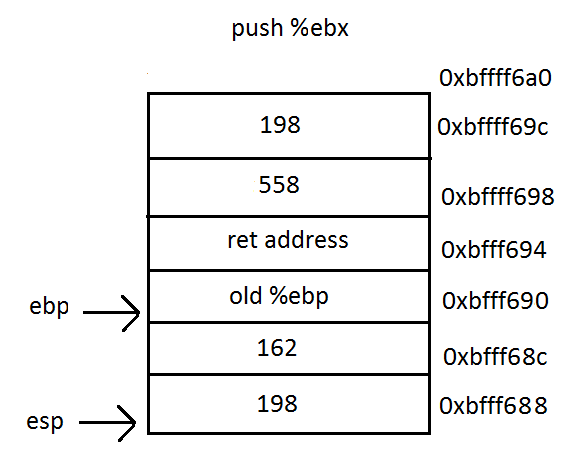 push %ebx
0xbffff6a0
198 0xbffff69c
558 0xbffff698
ret address 0xbfff694
old %ebp 0xbfff690
ebp
162 0xbfff68c
198 0xbfff688
esp